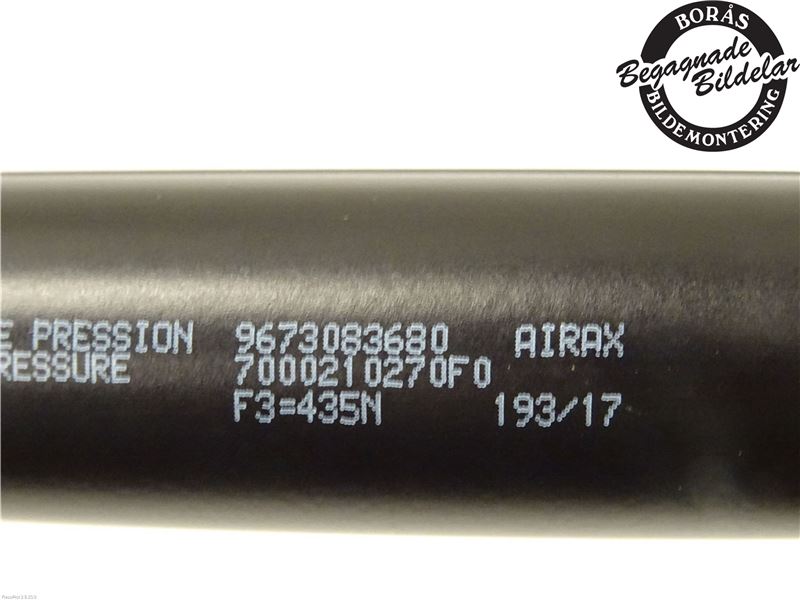 BORÅS
Begagnade
Bildelar
BILDEMONTERING
E PRESSION 9673083680 AIRAX
RESSURE 7000210270F0
F3=435N 193/17